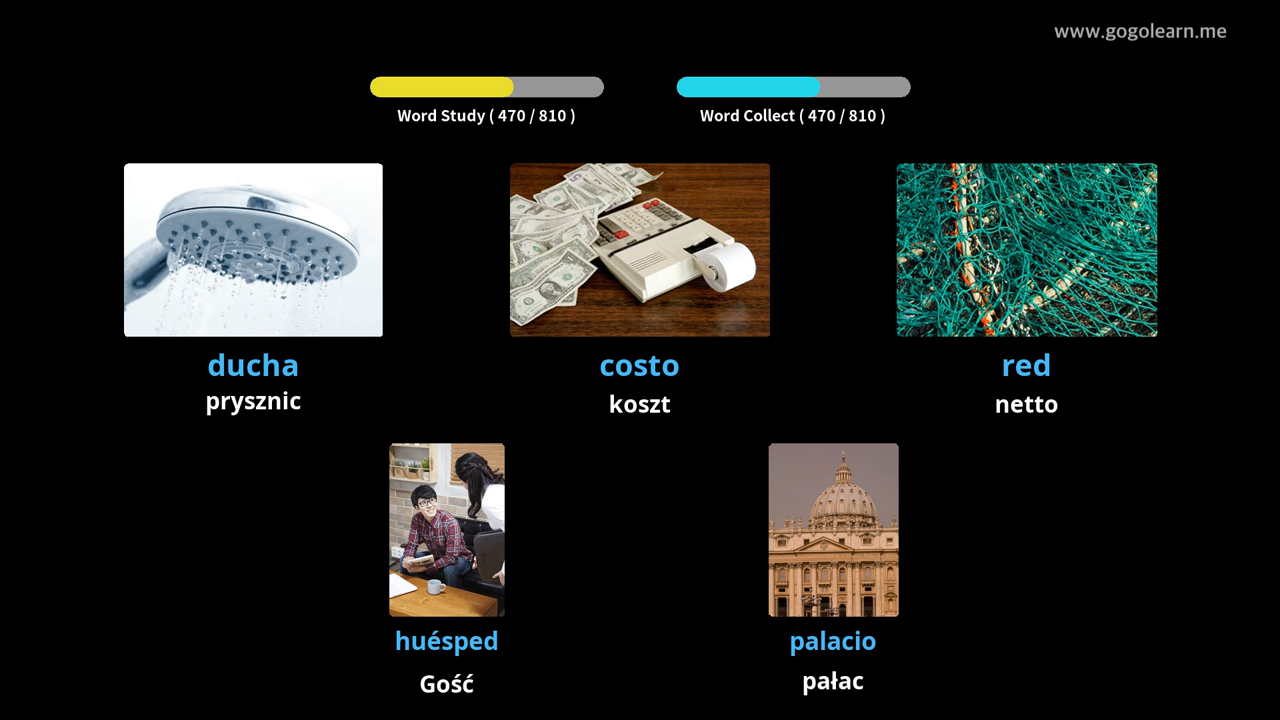 www.gogolearn.me
Word Study ( 470 / 810 )
Word Collect ( 470 / 810 )
ducha
prysznic
costo
koszt
red
netto
huésped
Gość
palacio
pałac